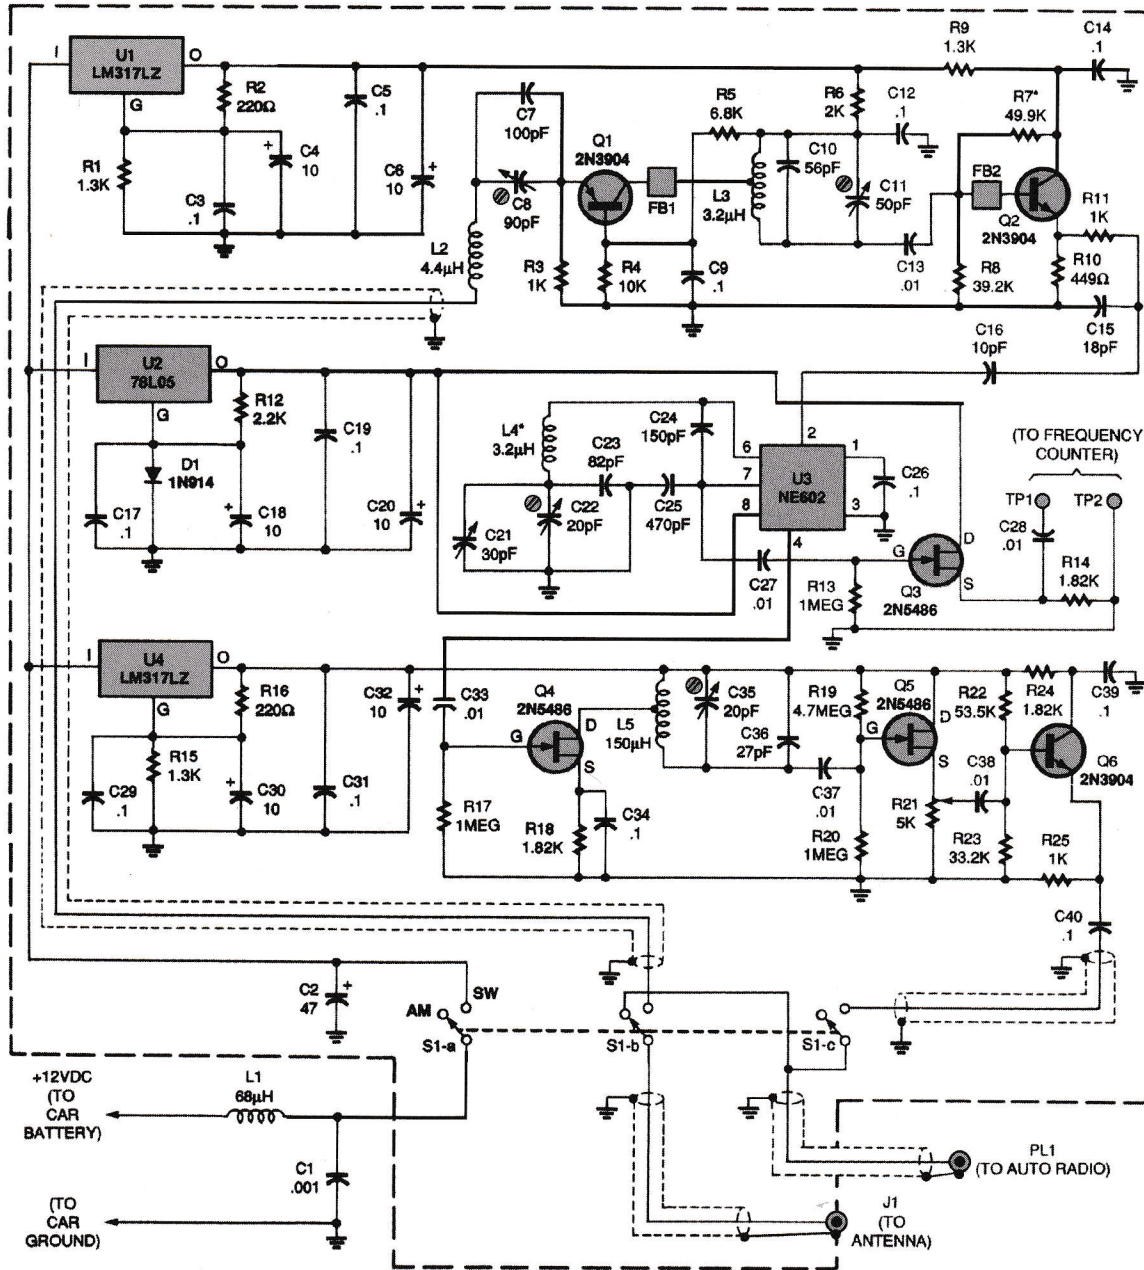 I
U1
LM317LZ
O
G
R2
220Ω
R1
1.3K
C3
.1
C4
10
+
C5
.1
C6
10
+
C7
100pF
C8
90pF
L2
4.4µH
Q1
2N3904
FB1
R3
1K
R4
10K
C9
.1
R5
6.8K
L3
3.2µH
C10
56pF
R6
2K
C12
.1
C11
50pF
C13
.01
R9
1.3K
C14
.1
R7*
49.9K
FB2
Q2
2N3904
R11
1K
R8
39.2K
R10
449Ω
C15
18pF
C16
10pF
I
U2
78L05
O
G
R12
2.2K
D1
1N914
C17
.1
C18
10
+
C19
.1
C20
10
+
L4*
3.2µH
C21
30pF
C22
20pF
C23
82pF
C24
150pF
C25
470pF
6
7
8
2
1
3
4
U3
NE602
C26
.1
C27
.01
R13
1MEG
G
D
S
Q3
2N5486
(TO FREQUENCY
COUNTER)
TP1
TP2
C28
.01
R14
1.82K
I
U4
LM317LZ
O
G
R16
220Ω
R15
1.3K
C29
.1
C30
10
+
C31
.1
C32
10
+
C33
.01
R17
1MEG
Q4
2N5486
G
D
S
R18
1.82K
C34
.1
L5
150µH
C35
20pF
C36
27pF
C37
.01
R19
4.7MEG
R20
1MEG
Q5
2N5486
G
D
S
R21
5K
C38
.01
R22
53.5K
R23
33.2K
R24
1.82K
C39
.1
Q6
2N3904
R25
1K
C40
.1
C2
47
+
AM
SW
S1-a
S1-b
S1-c
+12VDC
(TO
CAR
BATTERY)
L1
68µH
C1
.001
(TO
CAR
GROUND)
PL1
(TO AUTO RADIO)
J1
(TO
ANTENNA)